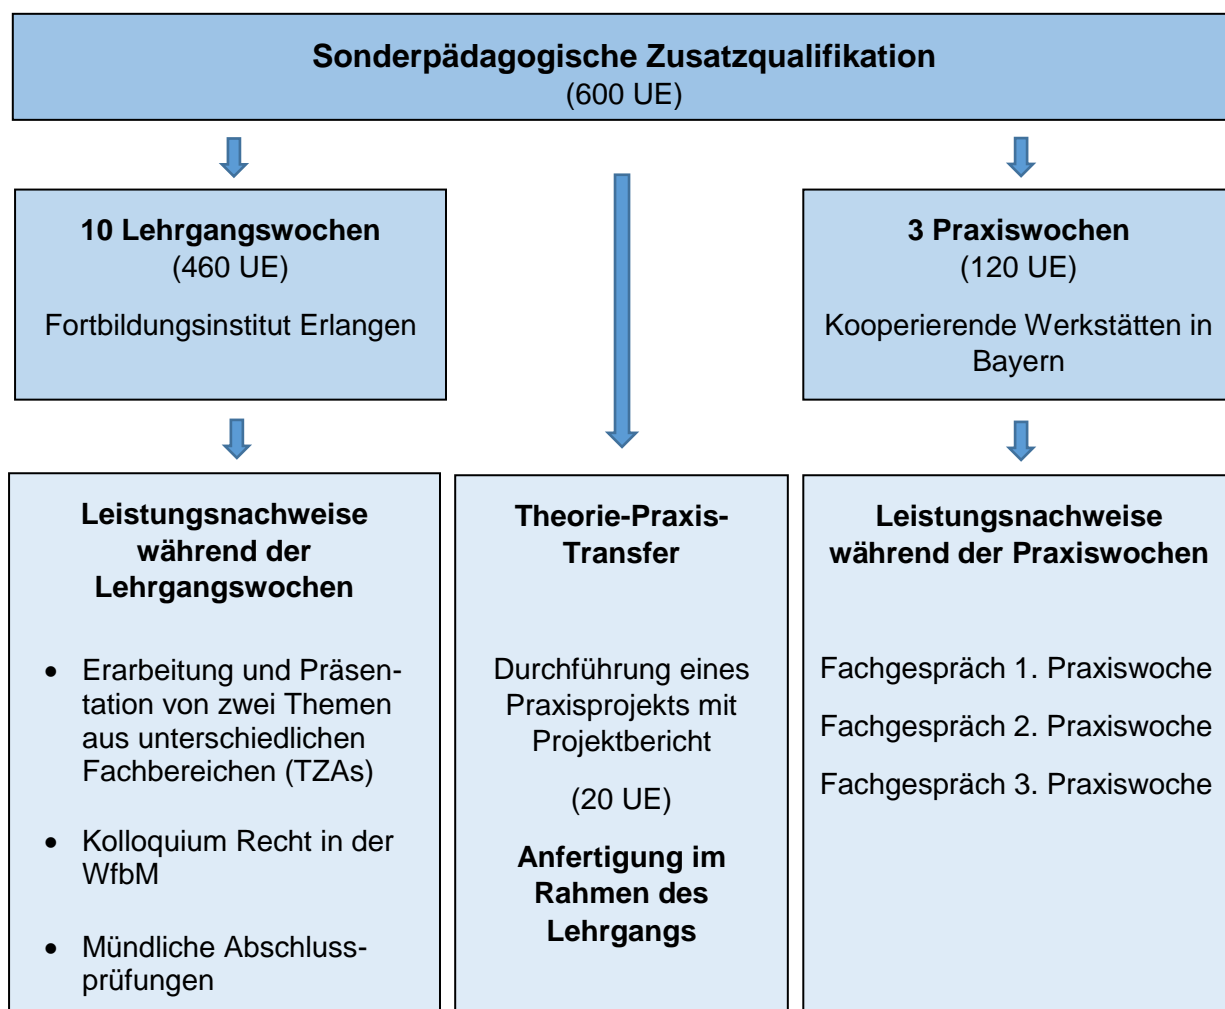 Sonderpädagogische Zusatzqualifikation
(600 UE)
10 Lehrgangswochen
(460 UE)
Fortbildungsinstitut Erlangen
3 Praxiswochen
(120 UE)
Kooperierende Werkstätten in
Bayern
Leistungsnachweise
während der
Lehrgangswochen
• Erarbeitung und Präsen-
tation von zwei Themen
aus unterschiedlichen
Fachbereichen (TZAs)
• Kolloquium Recht in der
WfbM
• Mündliche Abschluss-
prüfungen
Theorie-Praxis-
Transfer
Durchführung eines
Praxisprojekts mit
Projektbericht
(20 UE)
Anfertigung im
Rahmen des
Lehrgangs
Leistungsnachweise
während der Praxiswochen
Fachgespräch 1. Praxiswoche
Fachgespräch 2. Praxiswoche
Fachgespräch 3. Praxiswoche